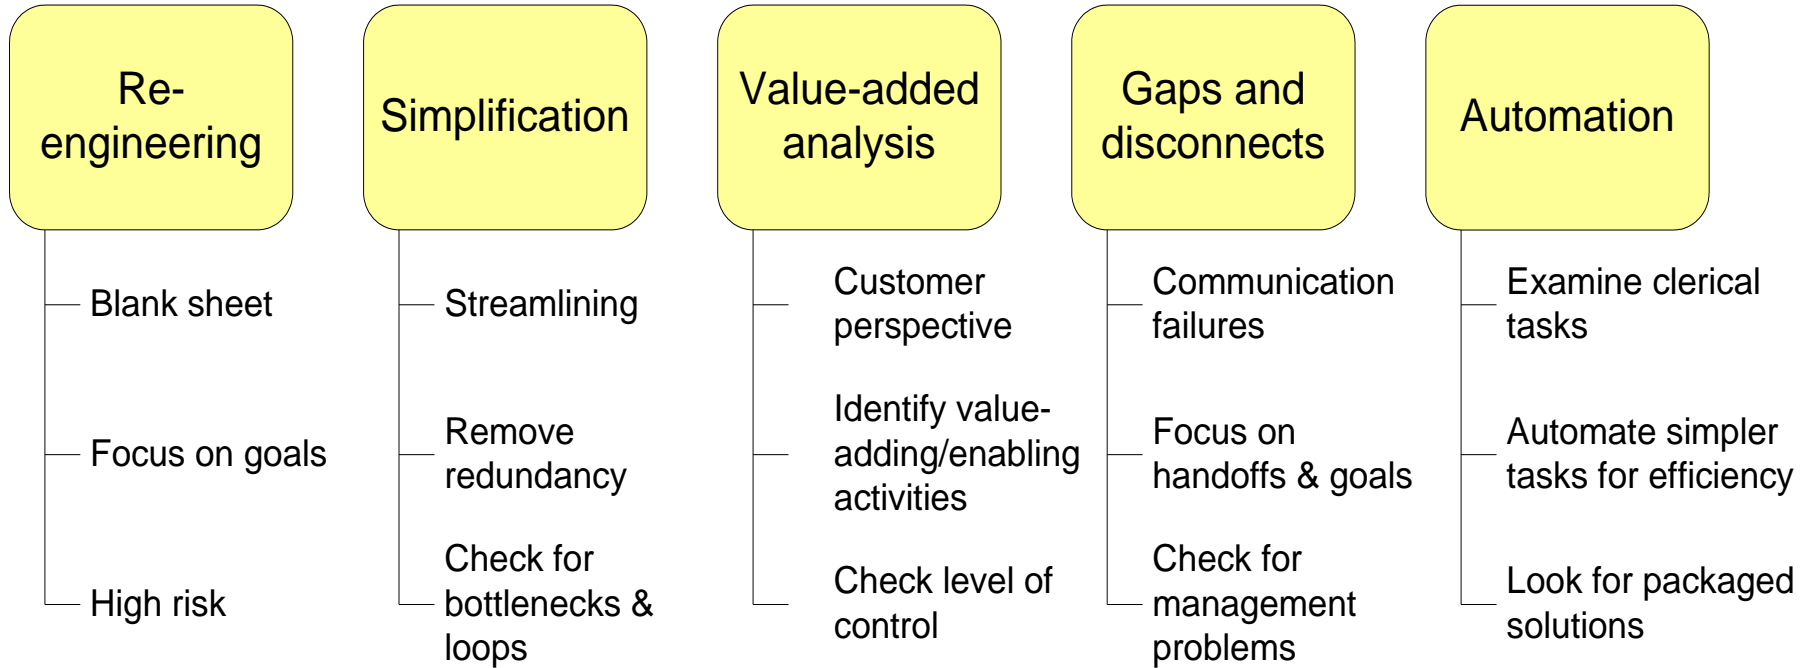 Re-
engineering
Blank sheet
Focus on goals
High risk
Simplification
Streamlining
Remove
redundancy
Check for
bottlenecks &
loops
Value-added
analysis
Customer
perspective
Identify value-
adding/enabling
activities
Check level of
control
Gaps and
disconnects
Communication
failures
Focus on
handoffs & goals
Check for
management
problems
Automation
Examine clerical
tasks
Automate simpler
tasks for efficiency
Look for packaged
solutions